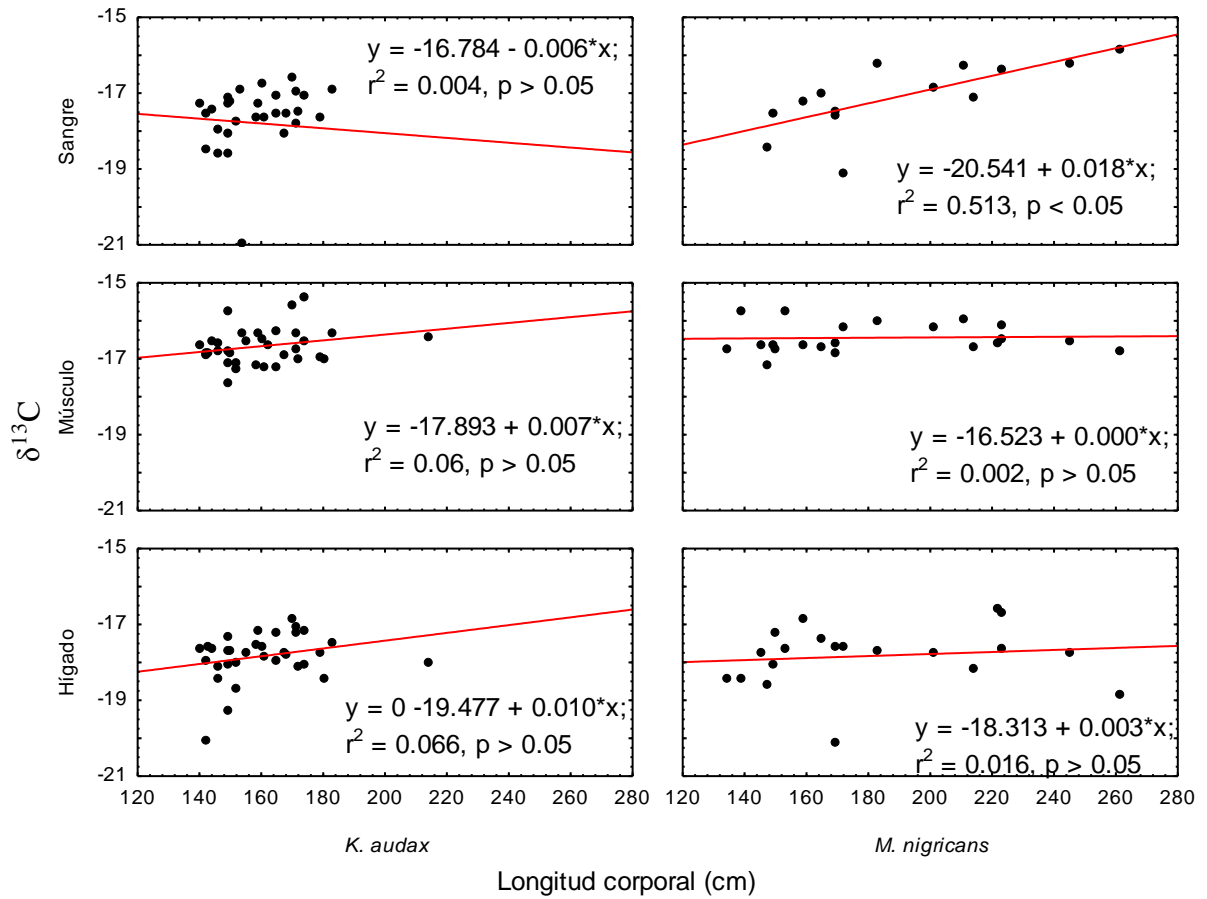 -15
-17
-19
-21
Sangre
y = -16.784 - 0.006*x;
r² = 0.004, p > 0.05
y = -20.541 + 0.018*x;
r² = 0.513, p < 0.05
-15
-17
-19
-21
Músculo
δ¹³C
y = -17.893 + 0.007*x;
r² = 0.06, p > 0.05
y = -16.523 + 0.000*x;
r² = 0.002, p > 0.05
-15
-17
-19
-21
Hígado
y = 0 -19.477 + 0.010*x;
r² = 0.066, p > 0.05
y = -18.313 + 0.003*x;
r² = 0.016, p > 0.05
120 140 160 180 200 220 240 260 280
120 140 160 180 200 220 240 260 280
K. audax
M. nigricans
Longitud corporal (cm)